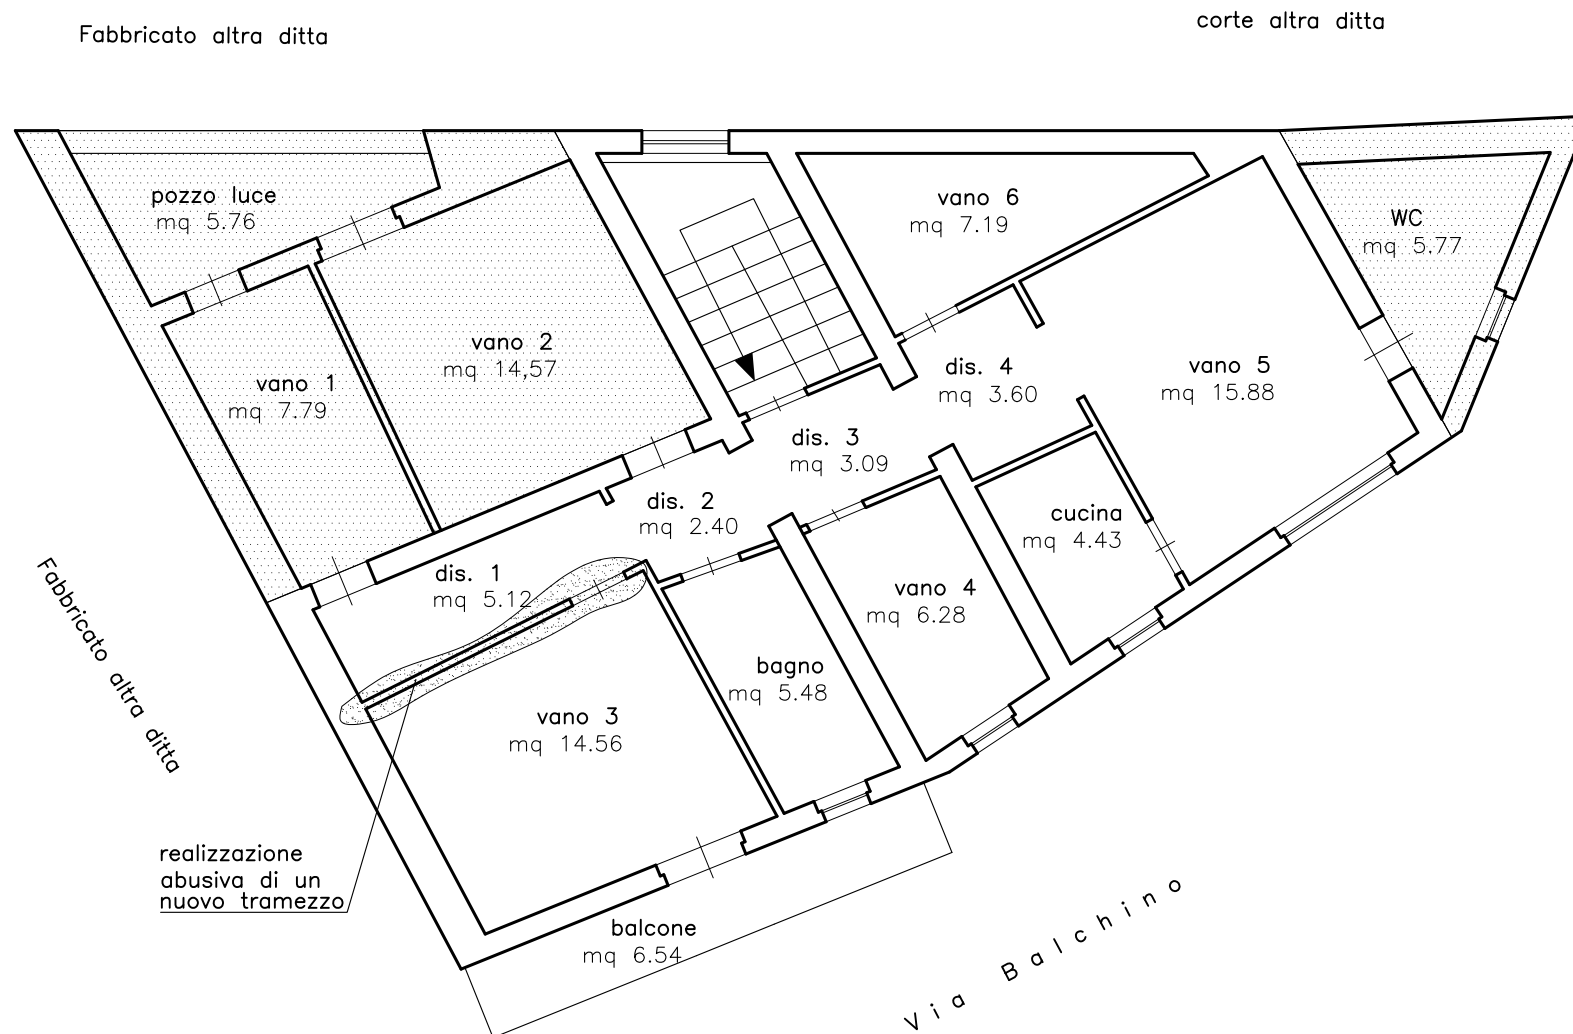 Fabbricato altra ditta
corte altra ditta
pozzo luce
mq 5.76
vano 6
mq 7.19
WC
mq 5.77
vano 2
mq 14,57
vano 1
mq 7.79
dis. 4
mq 3.60
vano 5
mq 15.88
dis. 3
mq 3.09
dis. 2
mq 2.40
cucina
mq 4.43
dis. 1
mq 5.12
vano 4
mq 6.28
Fabbricato altra ditta
bagno
mq 5.48
vano 3
mq 14.56
realizzazione
abusiva di un
nuovo tramezzo
balcone
mq 6.54
Via Balchino